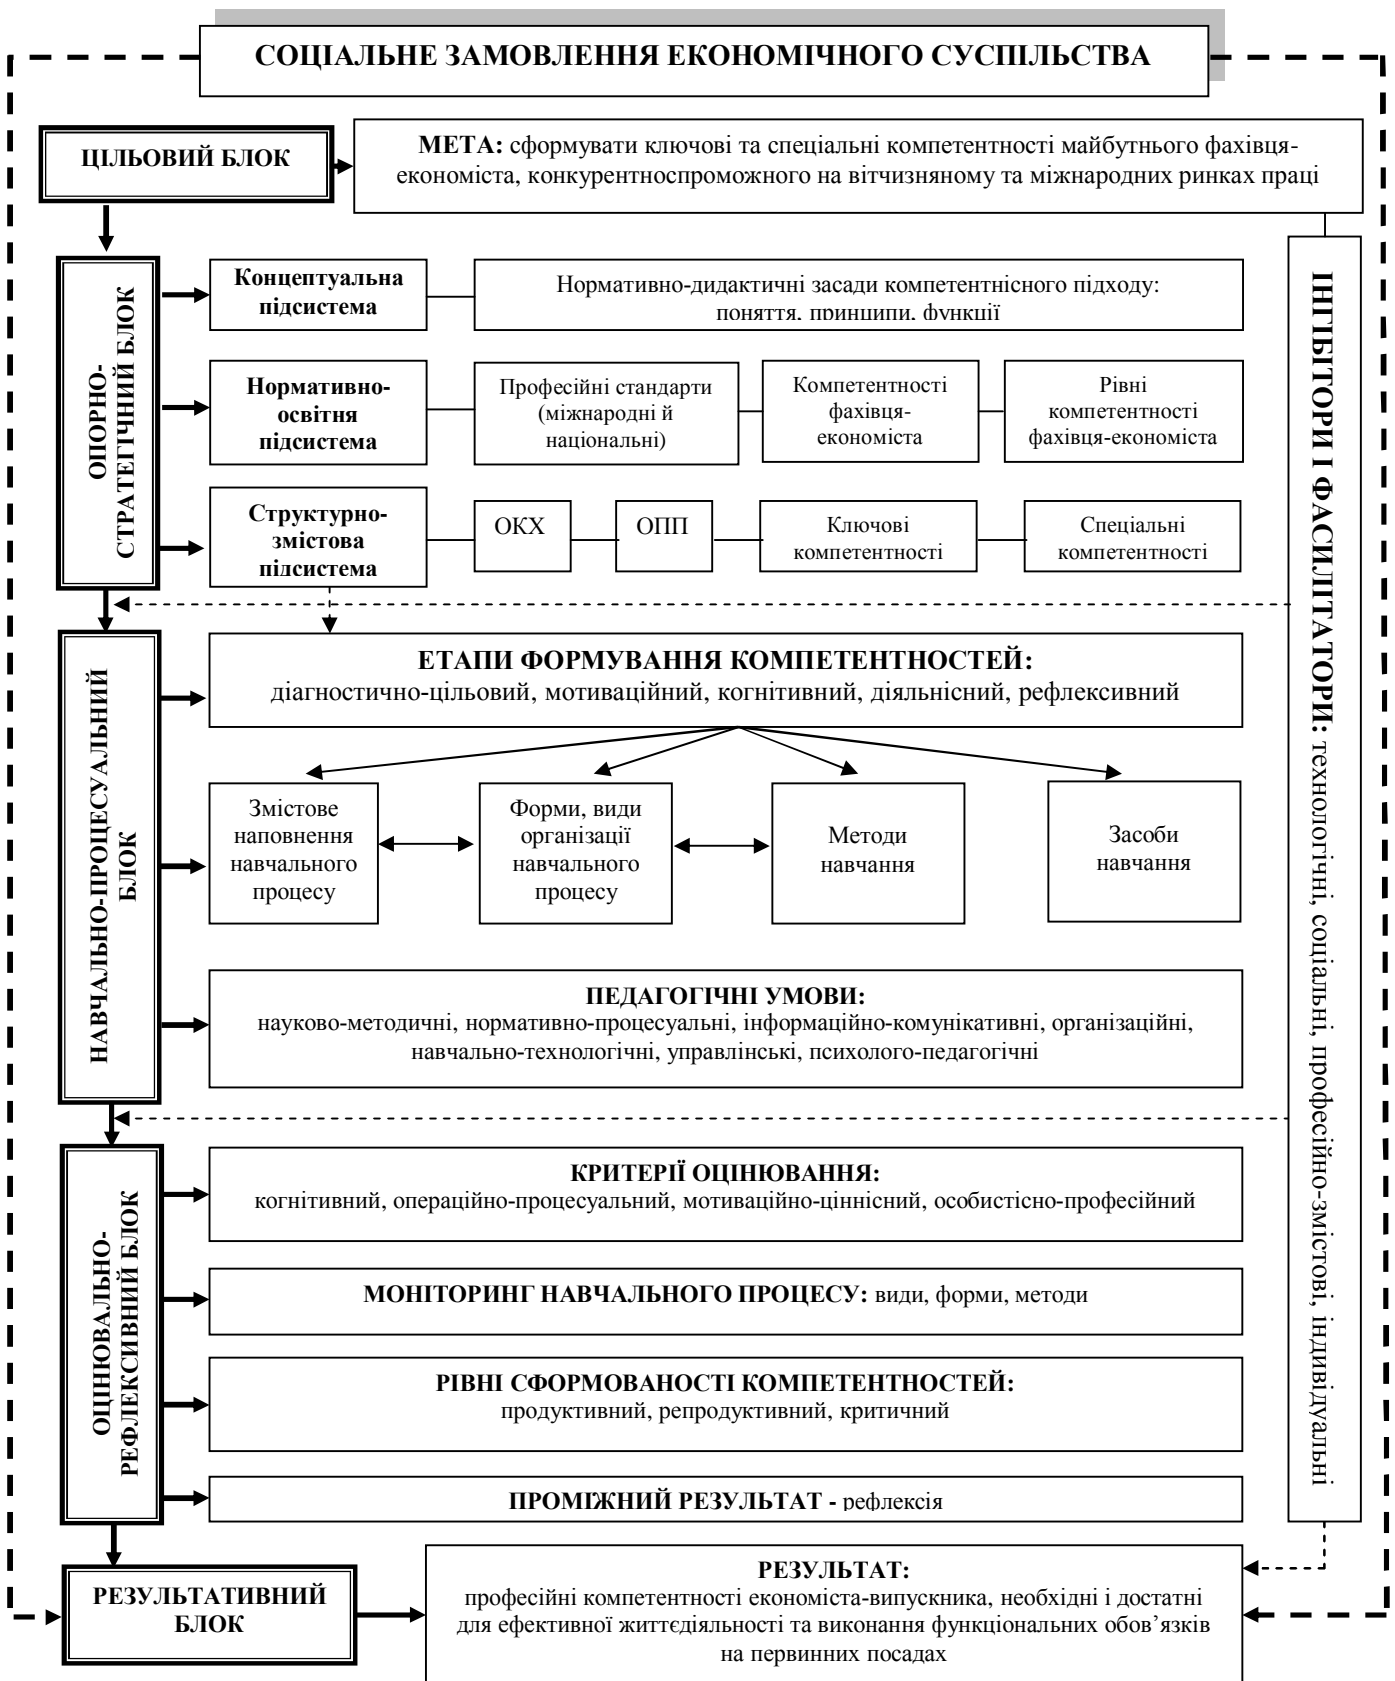 СОЦІАЛЬНЕ ЗАМОВЛЕННЯ ЕКОНОМІЧНОГО СУСПІЛЬСТВА
ЦІЛЬОВИЙ БЛОК
МЕТА: сформувати ключові та спеціальні компетентності майбутнього фахівця-
економіста, конкурентноспроможного на вітчизняному та міжнародних ринках праці
ОПОРНО-
СТРАТЕГІЧНИЙ БЛОК
Концептуальна
підсистема
Нормативно-дидактичні засади компетентнісного підходу:
поняття, принципи, функції
Нормативно-
освітня
підсистема
Професійні стандарти
(міжнародні й
національні)
Компетентності
фахівця-
економіста
Рівні
компетентності
фахівця-економіста
Структурно-
змістова
підсистема
ОКХ
ОПП
Ключові
компетентності
Спеціальні
компетентності
ІНГІБІТОРИ І ФАСИЛІТАТОРИ: технологічні, соціальні, професійно-змістові, індивідуальні
НАВЧАЛЬНО-ПРОЦЕСУАЛЬНИЙ
БЛОК
ЕТАПИ ФОРМУВАННЯ КОМПЕТЕНТНОСТЕЙ:
діагностично-цільовий, мотиваційний, когнітивний, діяльнісний, рефлексивний
Змістове
наповнення
навчального
процесу
Форми, види
організації
навчального
процесу
Методи
навчання
Засоби
навчання
ПЕДАГОГІЧНІ УМОВИ:
науково-методичні, нормативно-процесуальні, інформаційно-комунікативні, організаційні,
навчально-технологічні, управлінські, психолого-педагогічні
ОЦІНЮВАЛЬНО-
РЕФЛЕКСИВНИЙ БЛОК
КРИТЕРІЇ ОЦІНЮВАННЯ:
когнітивний, операційно-процесуальний, мотиваційно-ціннісний, особистісно-професійний
МОНІТОРИНГ НАВЧАЛЬНОГО ПРОЦЕСУ: види, форми, методи
РІВНІ СФОРМОВАНОСТІ КОМПЕТЕНТНОСТЕЙ:
продуктивний, репродуктивний, критичний
ПРОМІЖНИЙ РЕЗУЛЬТАТ - рефлексія
РЕЗУЛЬТАТИВНИЙ
БЛОК
РЕЗУЛЬТАТ:
професійні компетентності економіста-випускника, необхідні і достатні
для ефективної життєдіяльності та виконання функціональних обов’язків
на первинних посадах